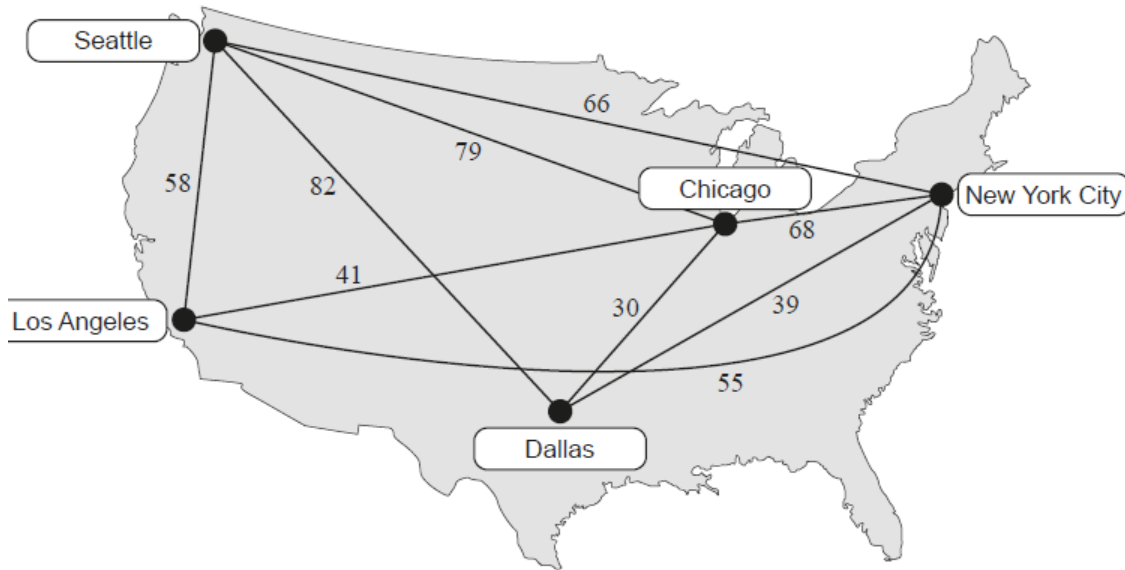 Seattle
66
79
58
82
Chicago
New York City
68
41
30
39
Los Angeles
55
Dallas